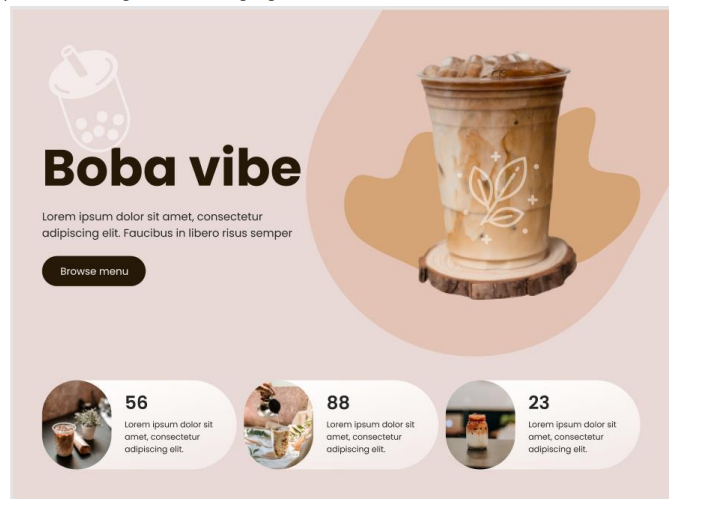 Boba vibe
Lorem ipsum dolor sit amet, consectetur
adipiscing elit. Faucibus in libero risus semper
Browse menu
56
Lorem ipsum dolor sit
amet, consectetur
adipiscing elit.
88
Lorem ipsum dolor sit
amet, consectetur
adipiscing elit.
23
Lorem ipsum dolor sit
amet, consectetur
adipiscing elit.